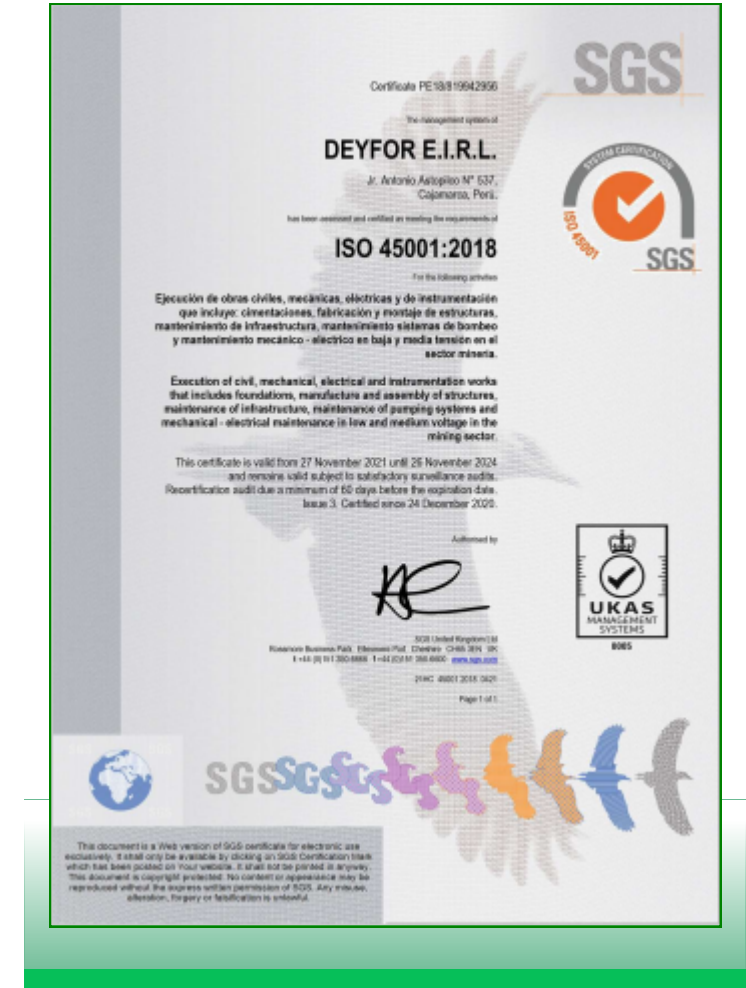 SGS
Certificate PE18/819942956
The management system of
DEYFOR E.I.R.L.
Jr. Antonio Astopilco N° 537,
Cajamarca, Perú.
has been assessed and certified as meeting the requirements of
ISO 45001:2018
For the following activities
Ejecución de obras civiles, mecánicas, eléctricas y de instrumentación
que incluye: cimentaciones, fabricación y montaje de estructuras,
mantenimiento de infraestructura, mantenimiento sistemas de bombeo
y mantenimiento mecánico - eléctrico en baja y media tensión en el
sector minería.
Execution of civil, mechanical, electrical and instrumentation works
that includes foundations, manufacture and assembly of structures,
maintenance of infrastructure, maintenance of pumping systems and
mechanical - electrical maintenance in low and medium voltage in the
mining sector.
This certificate is valid from 27 November 2021 until 26 November 2024
and remains valid subject to satisfactory surveillance audits.
Recertification audit due a minimum of 60 days before the expiration date.
Issue 3. Certified since 24 December 2020.
Authorised by
SGS United Kingdom Ltd
Rossmore Business Park, Ellesmere Port, Cheshire, CH65 3EN, UK
www.sgs.com
Page 1 of 1
SYSTEM CERTIFICATION
ISO 45001
SGS
UKAS
MANAGEMENT
SYSTEMS
0005
SGSSGSSGS
This document is a Web version of SGS certificate for electronic use
exclusively. It shall only be available by clicking on SGS Certification Mark
which has been posted on Your website. It shall not be printed in anyway.
This document is copyright protected. No content or appearance may be
reproduced without the express written permission of SGS. Any misuse,
alteration, forgery or falsification is unlawful.